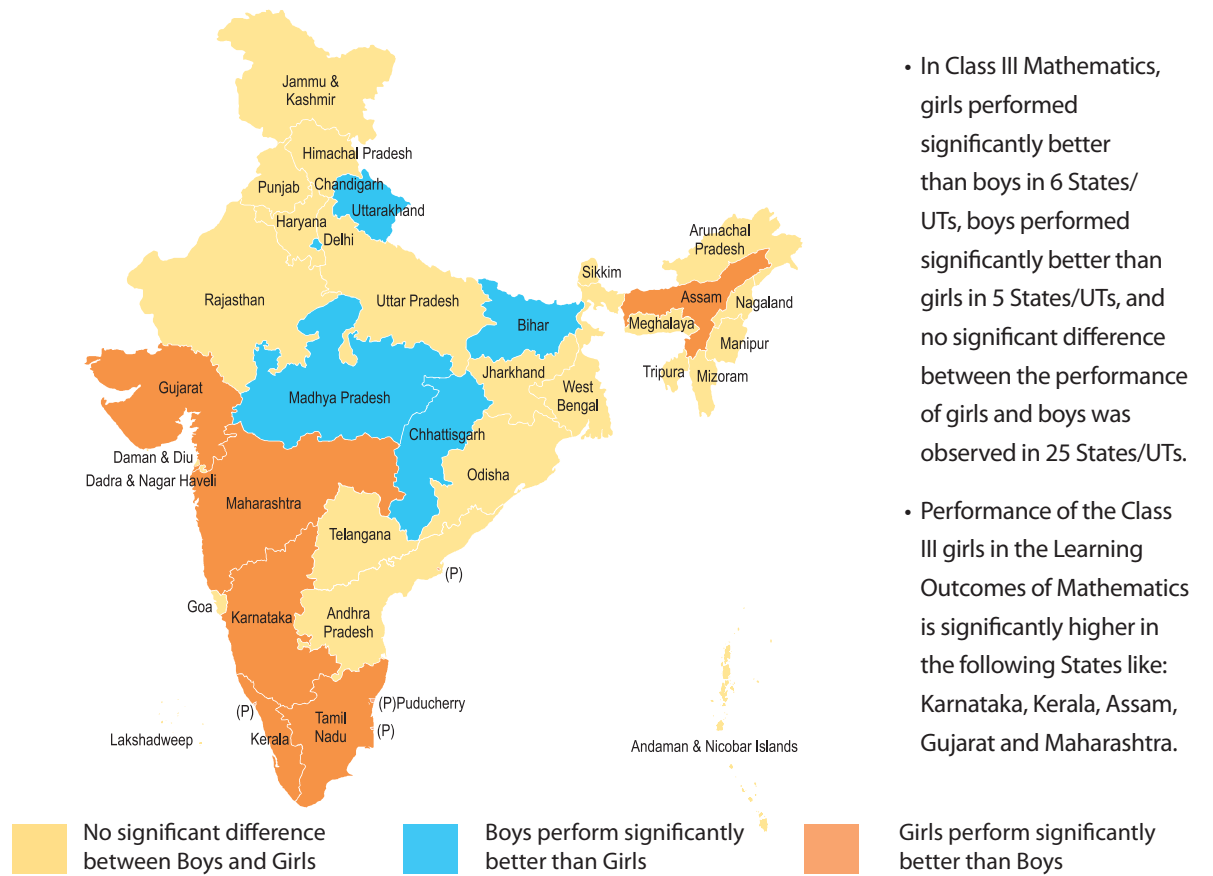 Jammu &
Kashmir
Himachal Pradesh
Punjab
Chandigarh
Uttarakhand
Haryana
Delhi
Arunachal
Pradesh
Sikkim
Rajasthan
Uttar Pradesh
Assam
Nagaland
Bihar
Meghalaya
Manipur
Jharkhand
Tripura
Mizoram
Gujarat
West
Bengal
Madhya Pradesh
Chhattisgarh
Daman & Diu
Odisha
Dadra & Nagar Haveli
Maharashtra
Telangana
(P)
Goa
Karnataka
Andhra
Pradesh
(P)
(P)Puducherry
Tamil
Nadu
(P)
Lakshadweep
Kerala
Andaman & Nicobar Islands
• In Class III Mathematics,
girls performed
significantly better
than boys in 6 States/
UTs, boys performed
significantly better than
girls in 5 States/UTs, and
no significant difference
between the performance
of girls and boys was
observed in 25 States/UTs.
• Performance of the Class
III girls in the Learning
Outcomes of Mathematics
is significantly higher in
the following States like:
Karnataka, Kerala, Assam,
Gujarat and Maharashtra.
No significant difference
between Boys and Girls
Boys perform significantly
better than Girls
Girls perform significantly
better than Boys